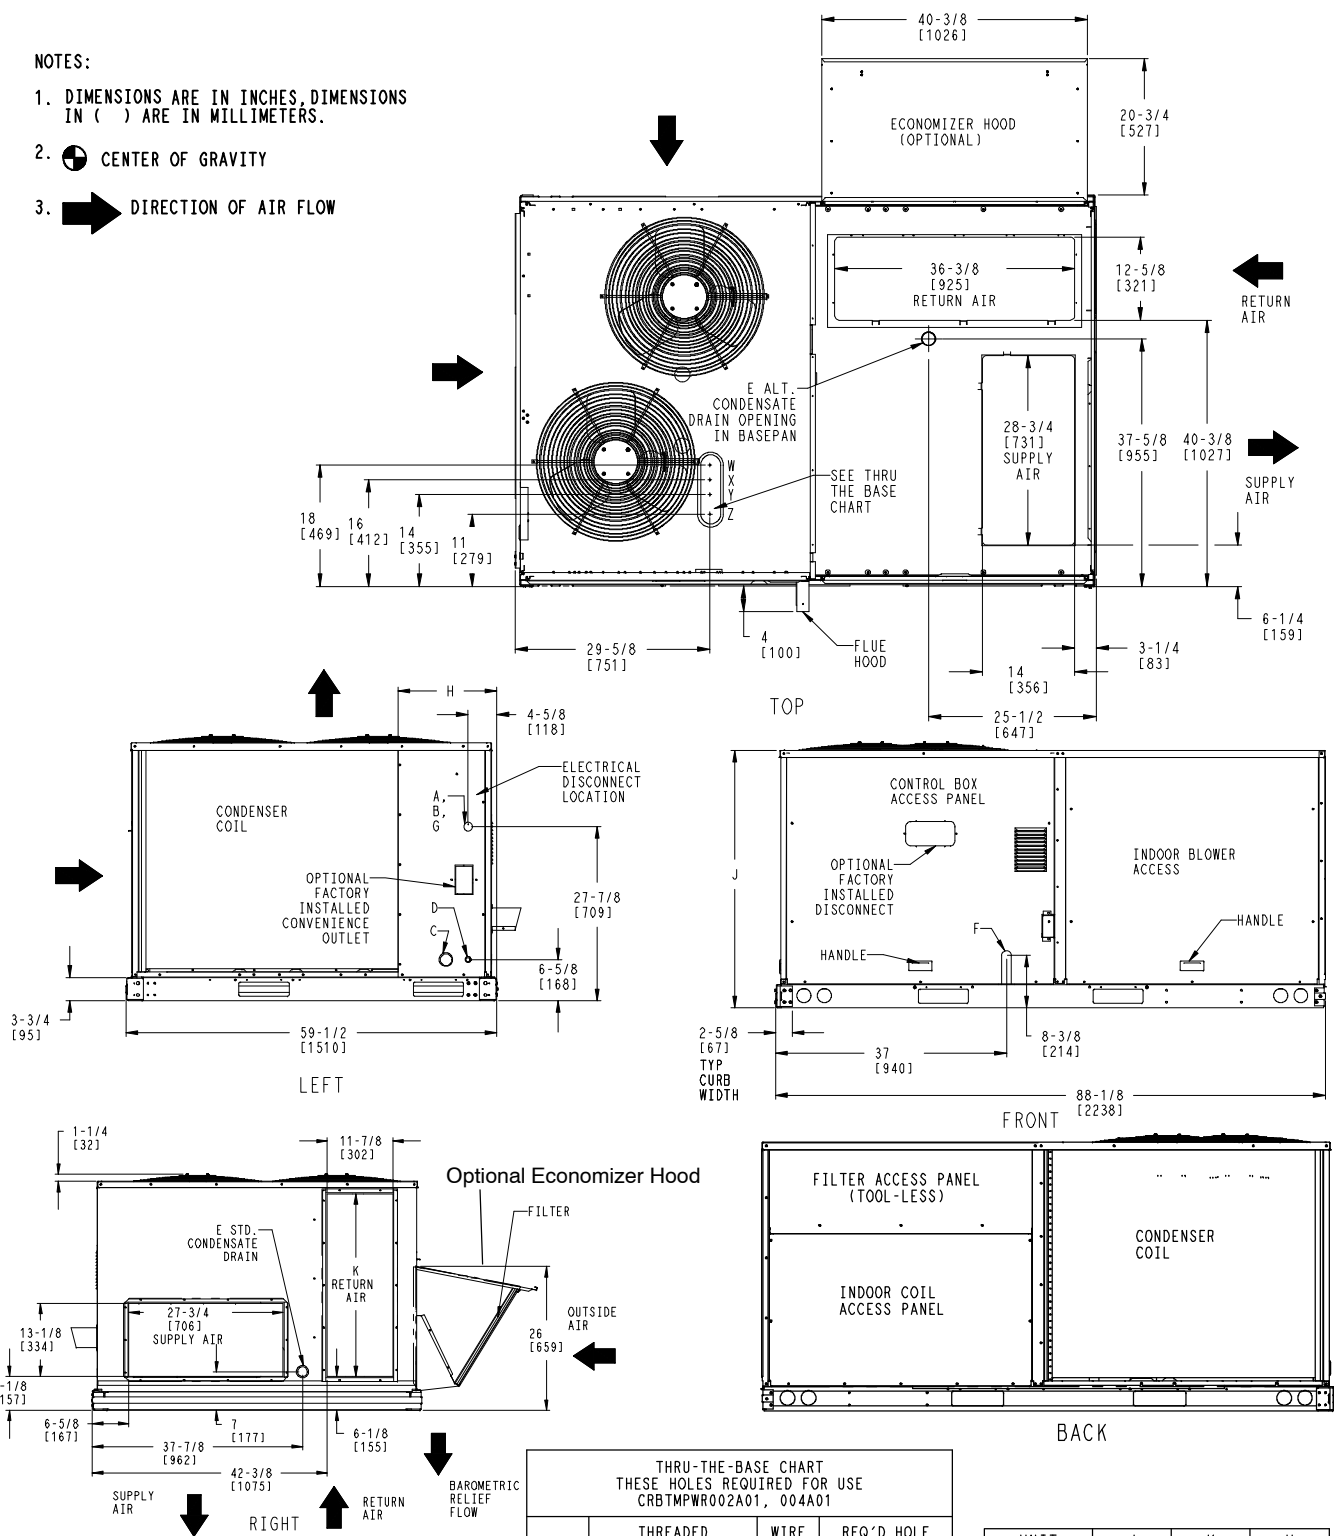 NOTES:
1. DIMENSIONS ARE IN INCHES, DIMENSIONS
IN ( ) ARE IN MILLIMETERS.
2. CENTER OF GRAVITY
3. DIRECTION OF AIR FLOW
40-3/8
[1026]
20-3/4
[527]
ECONOMIZER HOOD
(OPTIONAL)
36-3/8
[925]
RETURN AIR
12-5/8
[321]
RETURN
AIR
E ALT.
CONDENSATE
DRAIN OPENING
IN BASEPAN
28-3/4
[731]
SUPPLY
AIR
37-5/8
[955]
40-3/8
[1027]
SUPPLY
AIR
W
X
Y
Z
SEE THRU
THE BASE
CHART
18
[469]
16
[412]
14
[355]
11
[279]
29-5/8
[751]
4
[100]
FLUE
HOOD
14
[356]
3-1/4
[83]
6-1/4
[159]
25-1/2
[647]
TOP
H
4-5/8
[118]
ELECTRICAL
DISCONNECT
LOCATION
CONDENSER
COIL
A,
B,
G
OPTIONAL
FACTORY
INSTALLED
CONVENIENCE
OUTLET
D
C
27-7/8
[709]
6-5/8
[168]
3-3/4
[95]
59-1/2
[1510]
LEFT
CONTROL BOX
ACCESS PANEL
J
OPTIONAL
FACTORY
INSTALLED
DISCONNECT
INDOOR BLOWER
ACCESS
F
HANDLE
HANDLE
2-5/8
[67]
TYP
CURB
WIDTH
37
[940]
8-3/8
[214]
88-1/8
[2238]
FRONT
1-1/4
[32]
11-7/8
[302]
Optional Economizer Hood
FILTER
E STD.
CONDENSATE
DRAIN
K
RETURN
AIR
27-3/4
[706]
SUPPLY AIR
13-1/8
[334]
26
[659]
OUTSIDE
AIR
-1/8
157]
6-5/8
[167]
7
[177]
6-1/8
[155]
37-7/8
[962]
42-3/8
[1075]
SUPPLY
AIR
RETURN
AIR
BAROMETRIC
RELIEF
FLOW
RIGHT
FILTER ACCESS PANEL
(TOOL-LESS)
CONDENSER
COIL
INDOOR COIL
ACCESS PANEL
BACK
THRU-THE-BASE CHART
THESE HOLES REQUIRED FOR USE
CRBTMPWR002A01, 004A01
THREADED WIRE REQ'D HOLE
UNIT J K H